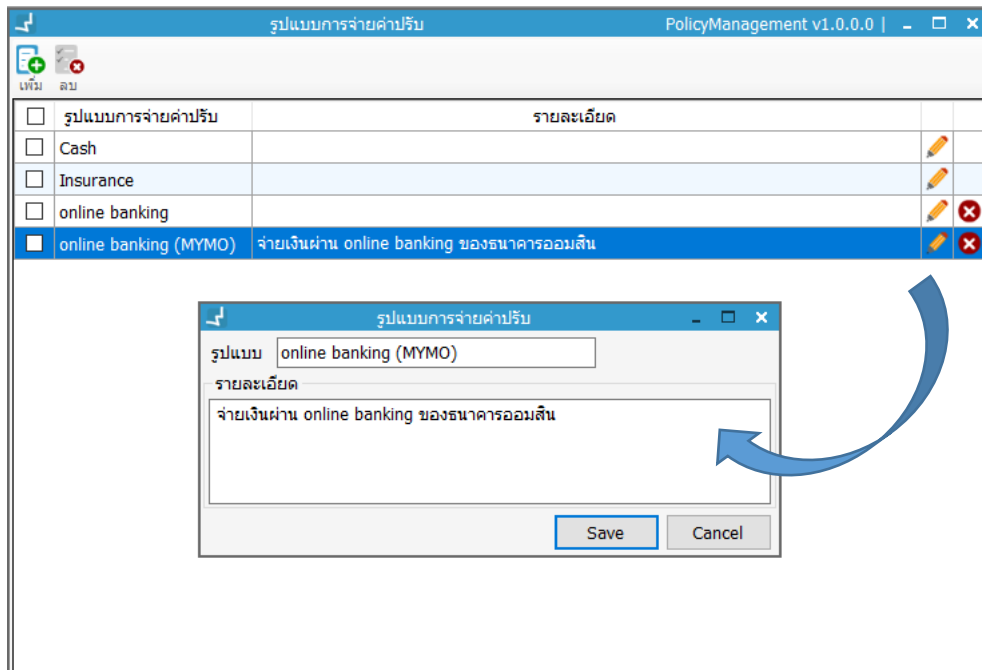 รูปแบบการจ่ายค่าปรับ PolicyManagement v1.0.0.0 |
เพิ่ม ลบ
รูปแบบการจ่ายค่าปรับ รายละเอียด
Cash
Insurance
online banking
online banking (MYMO) จ่ายเงินผ่าน online banking ของธนาคารออมสิน
รูปแบบการจ่ายค่าปรับ
รูปแบบ online banking (MYMO)
รายละเอียด
จ่ายเงินผ่าน online banking ของธนาคารออมสิน
Save Cancel